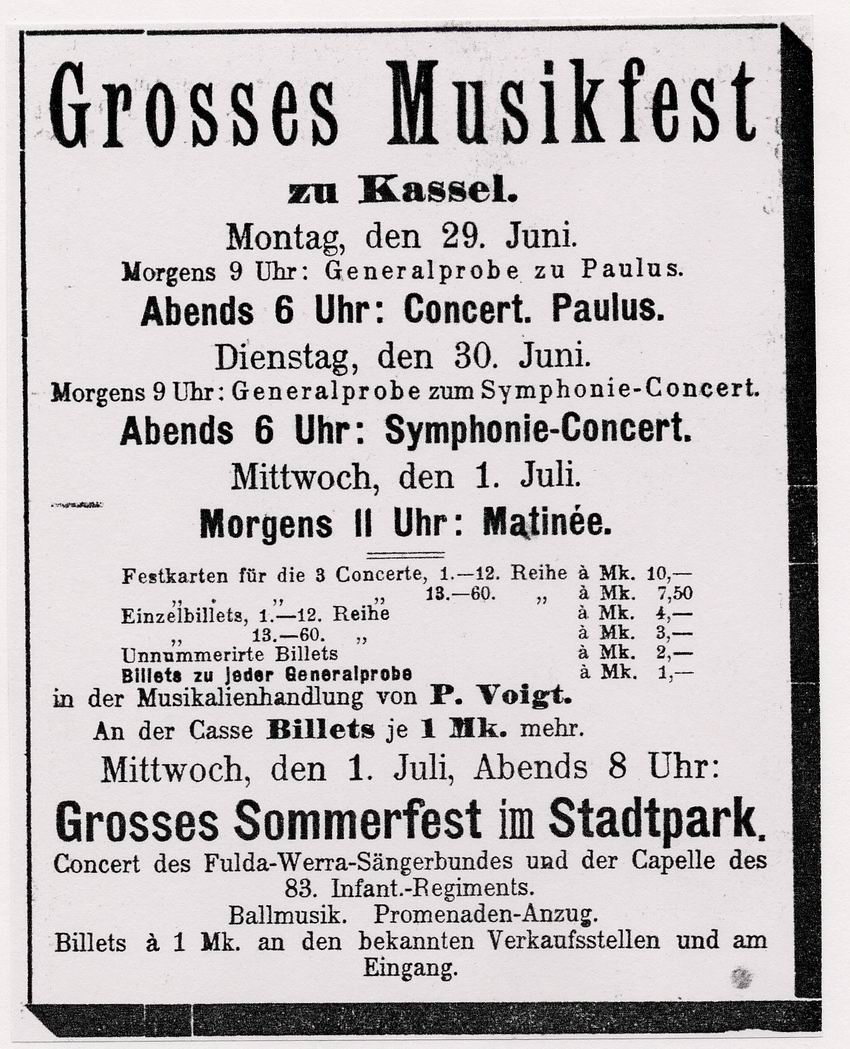 Grosses Musikfest
zu Kassel.
Montag, den 29. Juni.
Morgens 9 Uhr: Generalprobe zu Paulus.
Abends 6 Uhr: Concert. Paulus.
Dienstag, den 30. Juni.
Morgens 9 Uhr: Generalprobe zum Symphonie-Concert.
Abends 6 Uhr: Symphonie-Concert.
Mittwoch, den 1. Juli.
Morgens 11 Uhr: Matinée.
Festkarten für die 3 Concerte, 1.—12. Reihe à Mk. 10,—
„ „ „ 13.—60. „ à Mk. 7,50
Einzelbillets, 1.—12. Reihe à Mk. 4,—
„ 13.—60. „ à Mk. 3,—
Unnummerirte Billets à Mk. 2,—
Billets zu jeder Generalprobe à Mk. 1,—
in der Musikalienhandlung von P. Voigt.
An der Casse Billets je 1 Mk. mehr.
Mittwoch, den 1. Juli, Abends 8 Uhr:
Grosses Sommerfest im Stadtpark.
Concert des Fulda-Werra-Sängerbundes und der Capelle des
83. Infant.-Regiments.
Ballmusik. Promenaden-Anzug.
Billets à 1 Mk. an den bekannten Verkaufsstellen und am
Eingang.